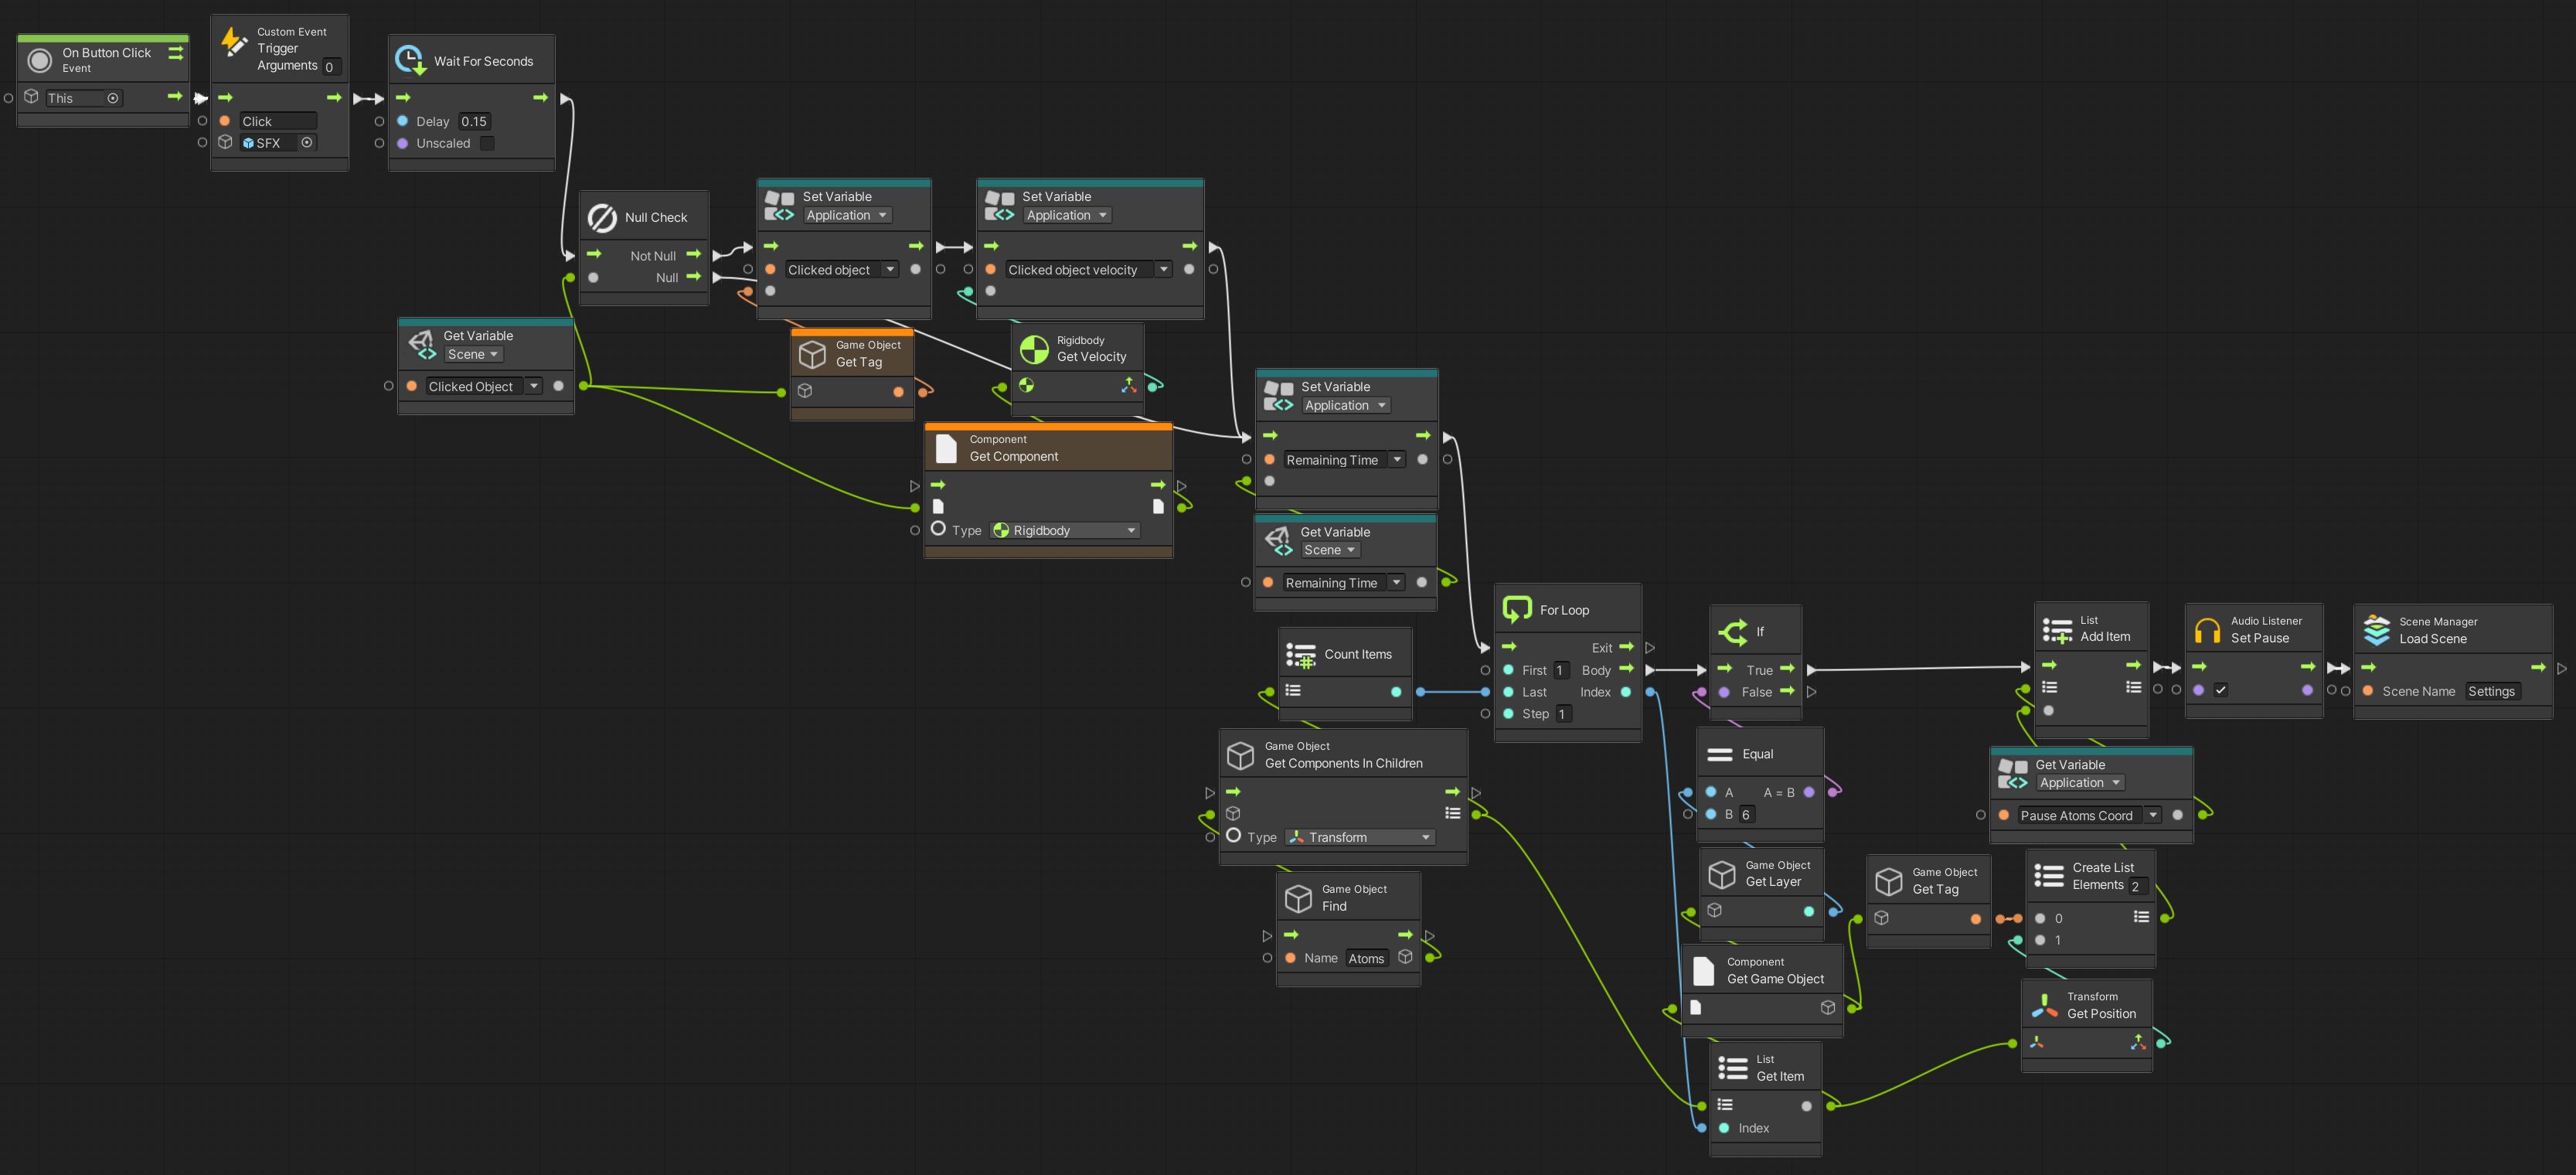 On Button Click
Event
This
Custom Event
Trigger
Arguments 0
Click
SFX
Wait For Seconds
Delay 0.15
Unscaled
Null Check
Not Null
Null
Set Variable
Application
Clicked object
Set Variable
Application
Clicked object velocity
Get Variable
Scene
Clicked Object
Game Object
Get Tag
Rigidbody
Get Velocity
Component
Get Component
Type Rigidbody
Set Variable
Application
Remaining Time
Get Variable
Scene
Remaining Time
Count Items
Game Object
Get Components In Children
Type Transform
Game Object
Find
Name Atoms
For Loop
Exit
First 1 Body
Last Index
Step 1
If
True
False
Equal
A A = B
B 6
Game Object
Get Layer
Component
Get Game Object
List
Get Item
Index
Game Object
Get Tag
List
Add Item
Audio Listener
Set Pause
Scene Manager
Load Scene
Scene Name Settings
Get Variable
Application
Pause Atoms Coord
Create List
Elements 2
0
1
Transform
Get Position